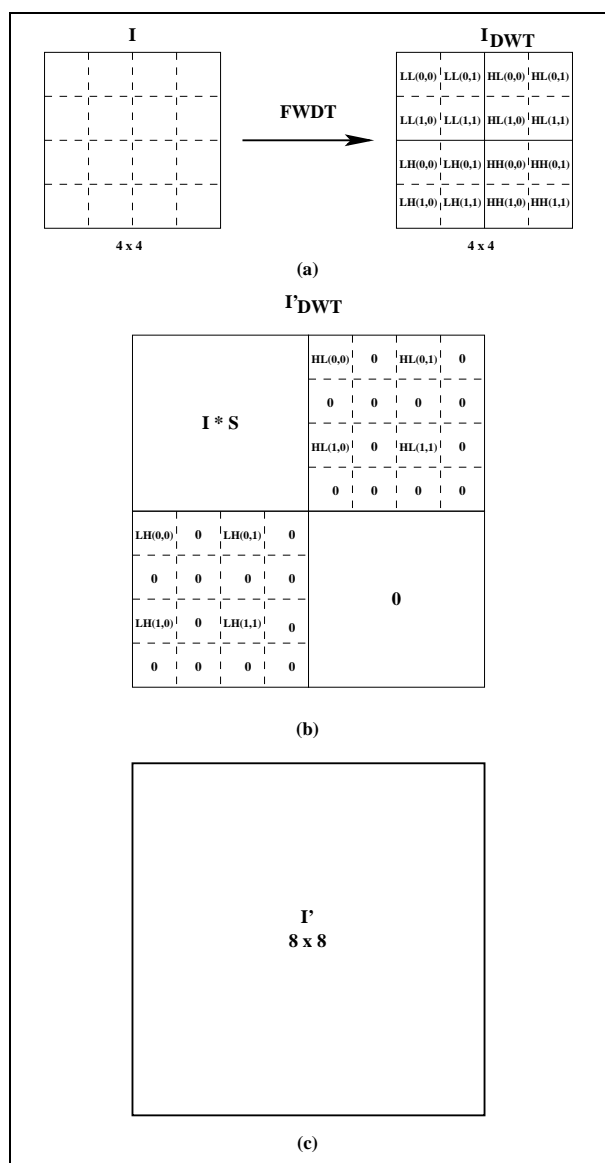 I
I DWT
LL(0,0) LL(0,1) HL(0,0) HL(0,1)
LL(1,0) LL(1,1) HL(1,0) HL(1,1)
FWDT
LH(0,0) LH(0,1) HH(0,0) HH(0,1)
LH(1,0) LH(1,1) HH(1,0) HH(1,1)
4 x 4
4 x 4
(a)
I' DWT
HL(0,0) 0 HL(0,1) 0
0 0 0 0
I * S
HL(1,0) 0 HL(1,1) 0
0 0 0 0
LH(0,0) 0 LH(0,1) 0
0 0 0 0
0
LH(1,0) 0 LH(1,1) 0
0 0 0 0
(b)
I'
8 x 8
(c)